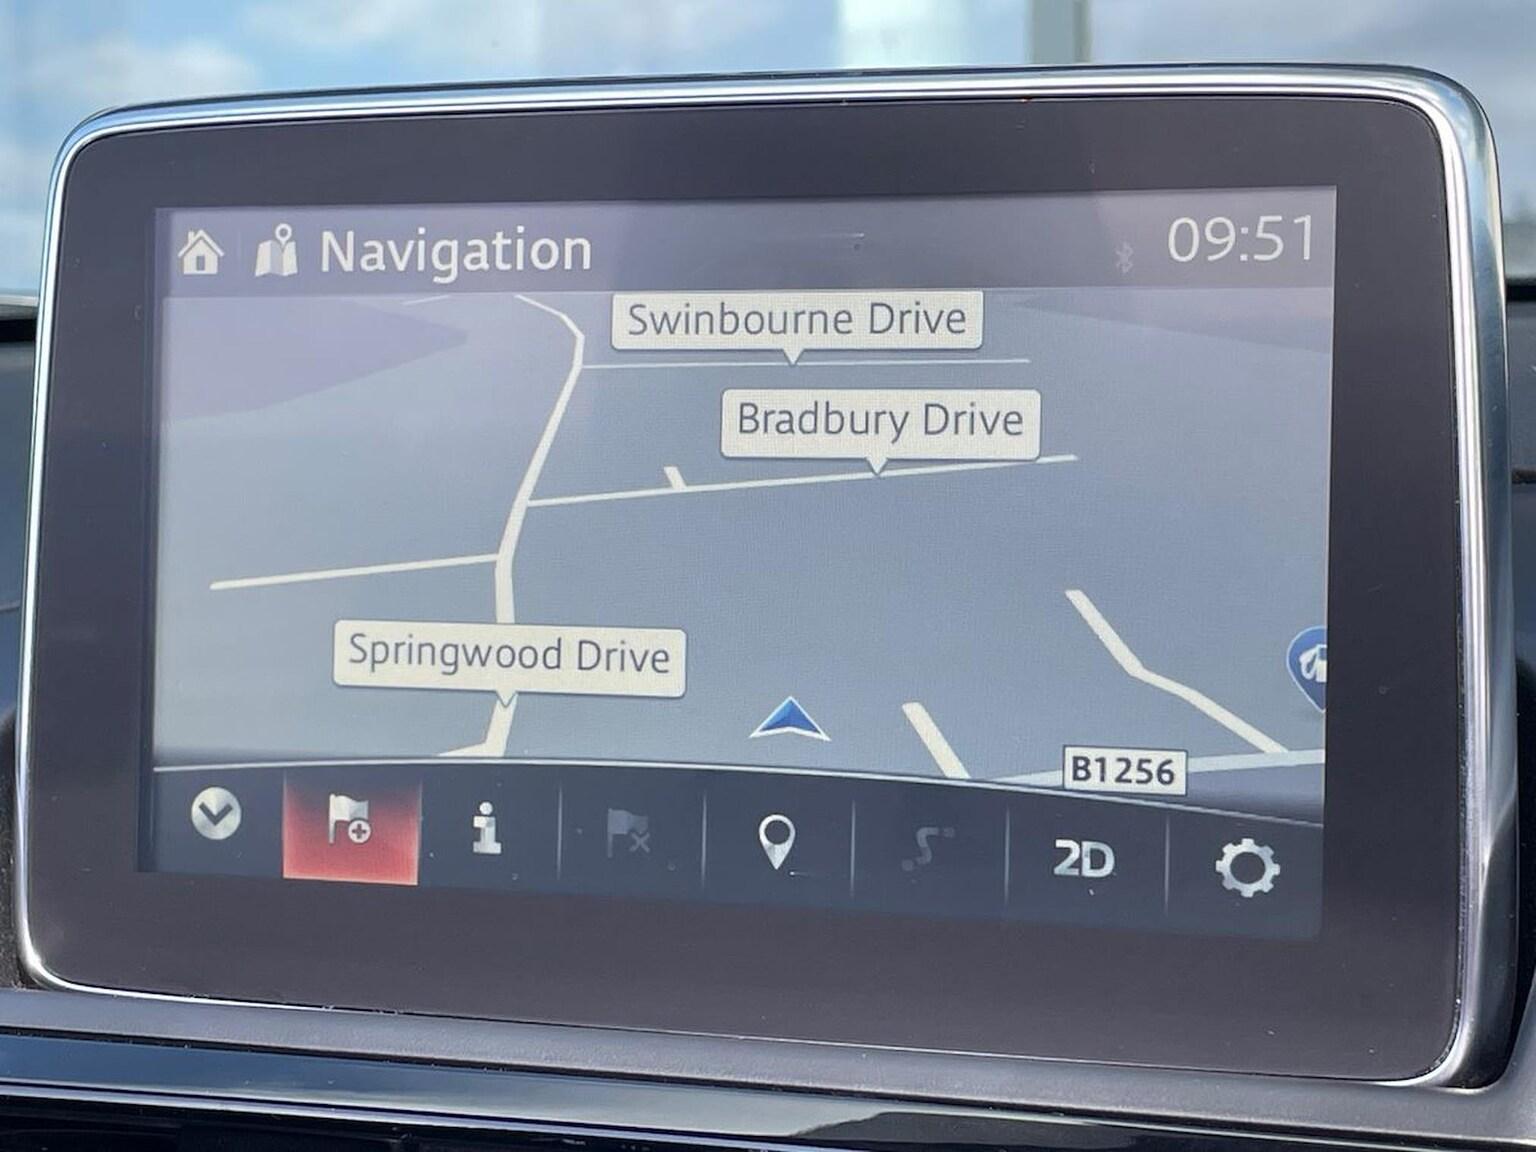 Navigation
09:51
Swinbourne Drive
Bradbury Drive
Springwood Drive
B1256
2D